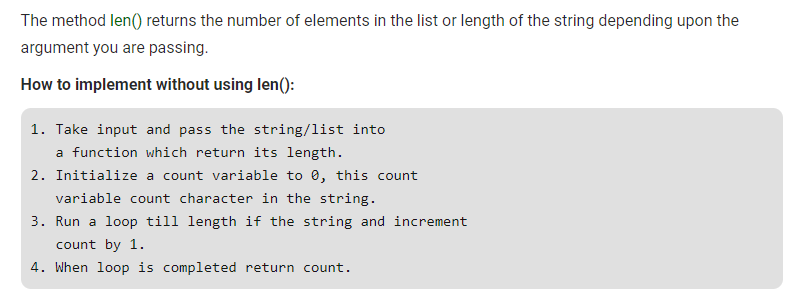 The method len() returns the number of elements in the list or length of the string depending upon the
argument you are passing.
How to implement without using len():
1. Take input and pass the string/list into
a function which return its length.
2. Initialize a count variable to 0, this count
variable count character in the string.
3. Run a loop till length if the string and increment
count by 1.
4. When loop is completed return count.